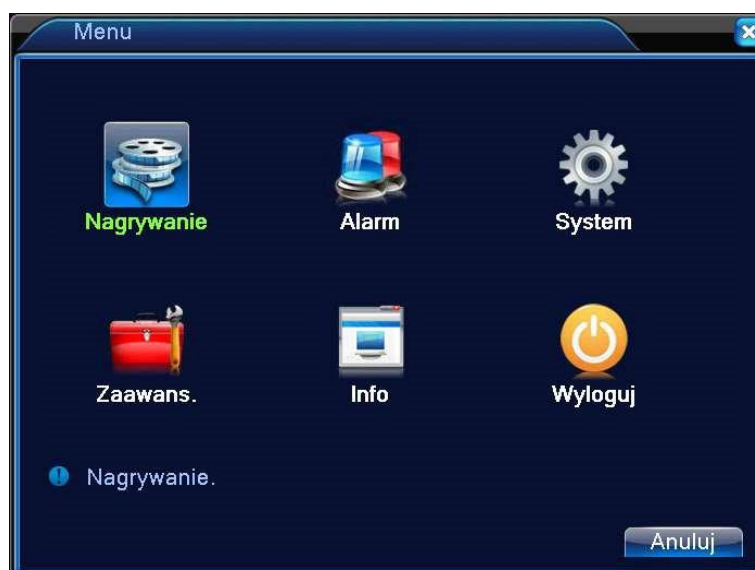 Menu
Nagrywanie
Alarm
System
Zaawans.
Info
Wyloguj
Nagrywanie.
Anuluj